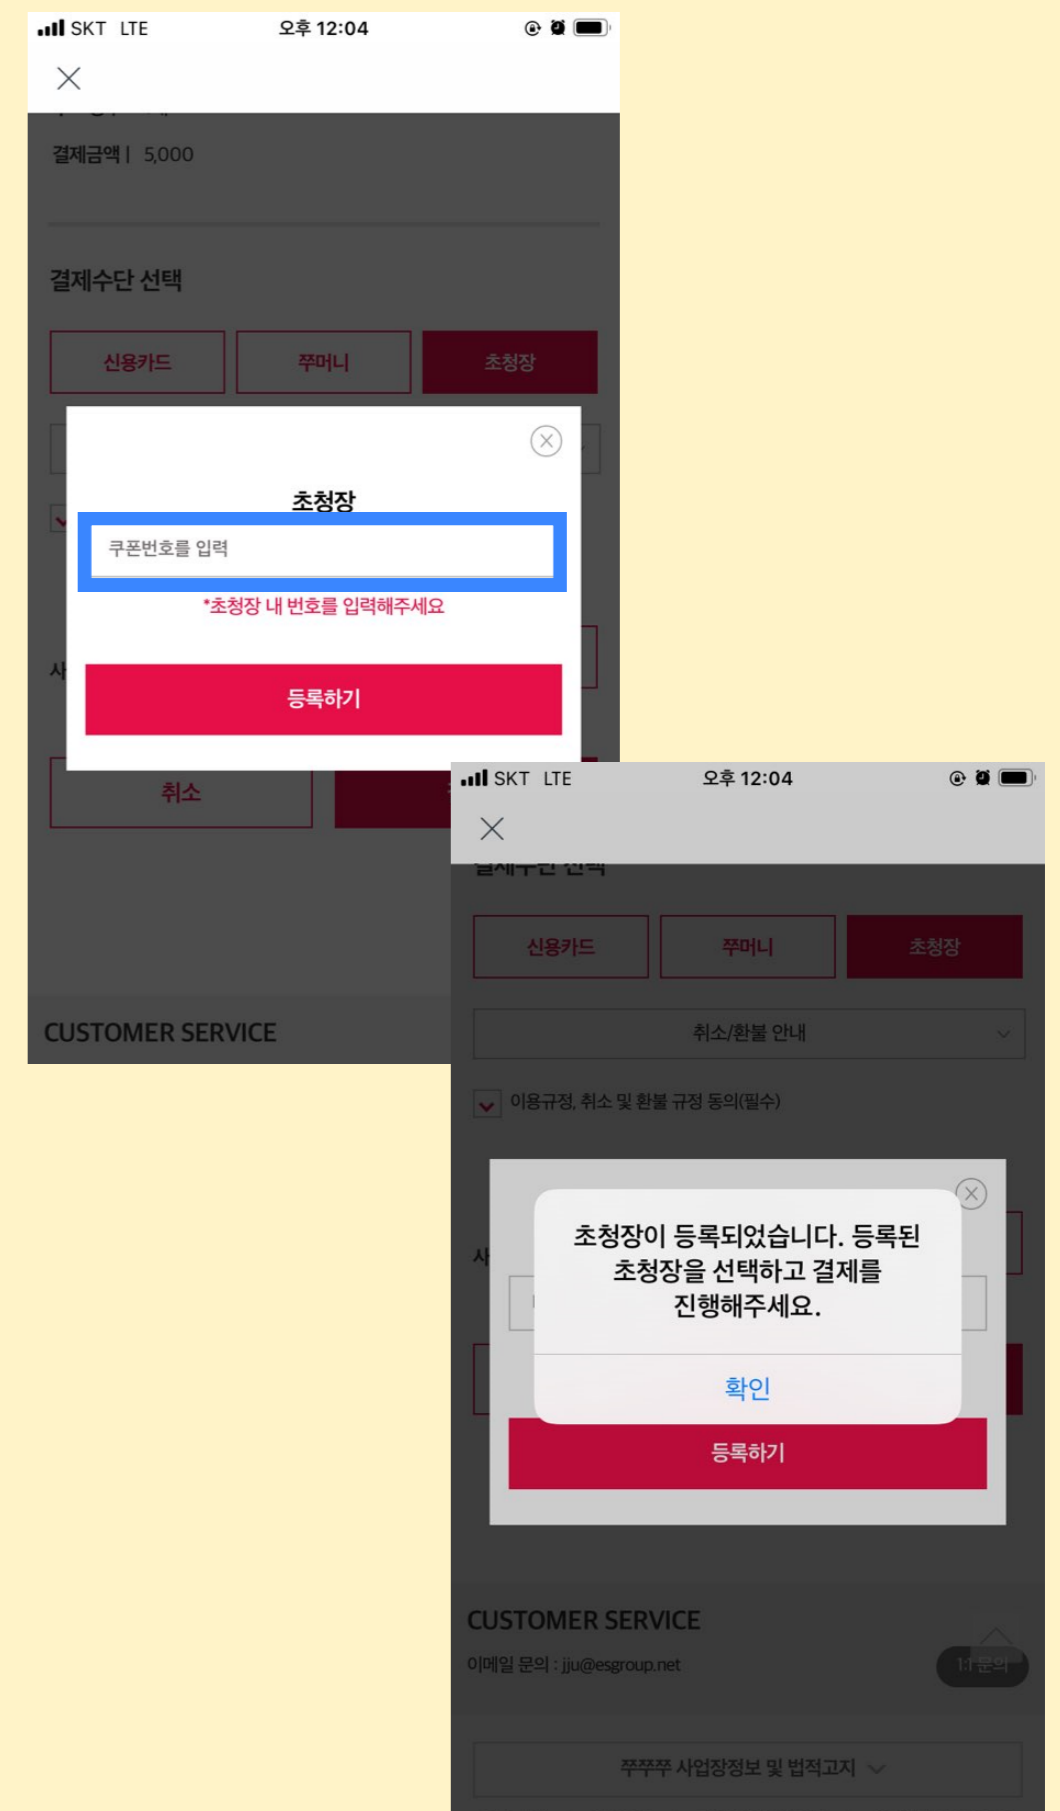 SKT LTE
오후 12:04
결제금액 | 5,000
결제수단 선택
신용카드
쭈머니
초청장
초청장
쿠폰번호를 입력
*초청장 내 번호를 입력해주세요
사
등록하기
취소
CUSTOMER SERVICE
SKT LTE
오후 12:04
결제수단 선택
신용카드
쭈머니
초청장
취소/환불 안내
이용규정, 취소 및 환불 규정 동의(필수)
초청장이 등록되었습니다. 등록된
초청장을 선택하고 결제를
진행해주세요.
사
확인
등록하기
CUSTOMER SERVICE
이메일 문의 : jju@esgroup.net
1:1 문의
쭈쭈쭈 사업장정보 및 법적고지